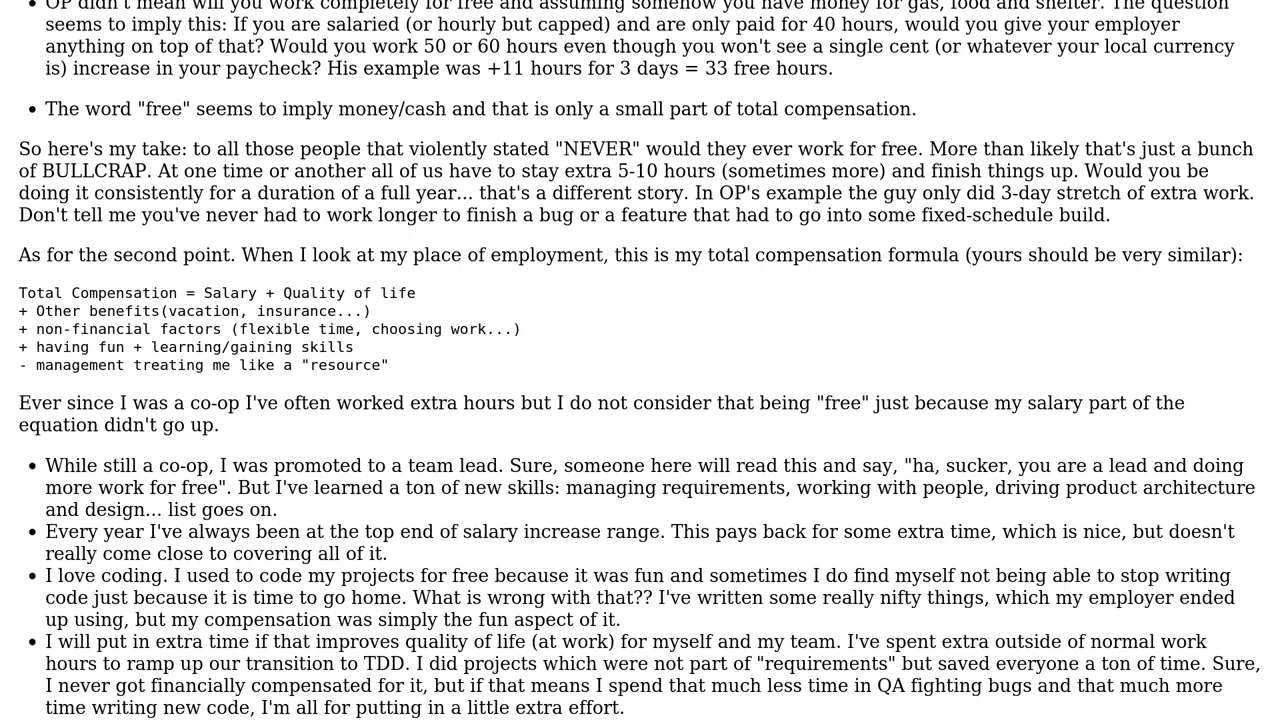 OP didn't mean will you work completely for free and assuming somehow you have money for gas, food and shelter. The question
seems to imply this: If you are salaried (or hourly but capped) and are only paid for 40 hours, would you give your employer
anything on top of that? Would you work 50 or 60 hours even though you won't see a single cent (or whatever your local currency
is) increase in your paycheck? His example was +11 hours for 3 days = 33 free hours.
The word "free" seems to imply money/cash and that is only a small part of total compensation.
So here's my take: to all those people that violently stated "NEVER" would they ever work for free. More than likely that's just a bunch
of BULLCRAP. At one time or another all of us have to stay extra 5-10 hours (sometimes more) and finish things up. Would you be
doing it consistently for a duration of a full year... that's a different story. In OP's example the guy only did 3-day stretch of extra work.
Don't tell me you've never had to work longer to finish a bug or a feature that had to go into some fixed-schedule build.
As for the second point. When I look at my place of employment, this is my total compensation formula (yours should be very similar):
Total Compensation = Salary + Quality of life
+ Other benefits(vacation, insurance...)
+ non-financial factors (flexible time, choosing work...)
+ having fun + learning/gaining skills
- management treating me like a "resource"
Ever since I was a co-op I've often worked extra hours but I do not consider that being "free" just because my salary part of the
equation didn't go up.
While still a co-op, I was promoted to a team lead. Sure, someone here will read this and say, "ha, sucker, you are a lead and doing
more work for free". But I've learned a ton of new skills: managing requirements, working with people, driving product architecture
and design... list goes on.
Every year I've always been at the top end of salary increase range. This pays back for some extra time, which is nice, but doesn't
really come close to covering all of it.
I love coding. I used to code my projects for free because it was fun and sometimes I do find myself not being able to stop writing
code just because it is time to go home. What is wrong with that?? I've written some really nifty things, which my employer ended
up using, but my compensation was simply the fun aspect of it.
I will put in extra time if that improves quality of life (at work) for myself and my team. I've spent extra outside of normal work
hours to ramp up our transition to TDD. I did projects which were not part of "requirements" but saved everyone a ton of time. Sure,
I never got financially compensated for it, but if that means I spend that much less time in QA fighting bugs and that much more
time writing new code, I'm all for putting in a little extra effort.